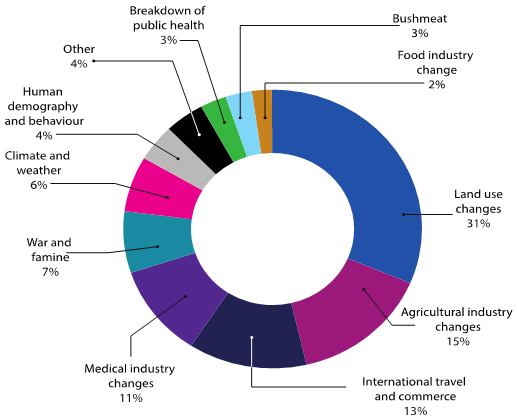 Breakdown of
public health
3%
Bushmeat
3%
Other
4%
Food industry
change
2%
Human
demography
and behaviour
4%
Climate and
weather
6%
Land use
changes
31%
War and
famine
7%
Agricultural industry
changes
15%
Medical industry
changes
11%
International travel
and commerce
13%